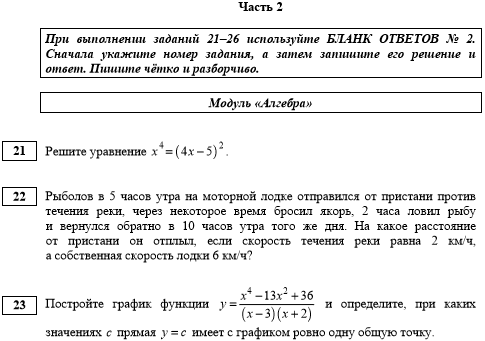 Часть 2
При выполнении заданий 21–26 используйте БЛАНК ОТВЕТОВ № 2.
Сначала укажите номер задания, а затем запишите его решение и
ответ. Пишите чётко и разборчиво.
Модуль «Алгебра»
21 Решите уравнение x⁴=(4x−5)².
22 Рыболов в 5 часов утра на моторной лодке отправился от пристани против
течения реки, через некоторое время бросил якорь, 2 часа ловил рыбу
и вернулся обратно в 10 часов утра того же дня. На какое расстояние
от пристани он отплыл, если скорость течения реки равна 2 км/ч,
а собственная скорость лодки 6 км/ч?
23 Постройте график функции y=(x⁴−13x²+36)/((x−3)(x+2)) и определите, при каких
значениях c прямая y=c имеет с графиком ровно одну общую точку.